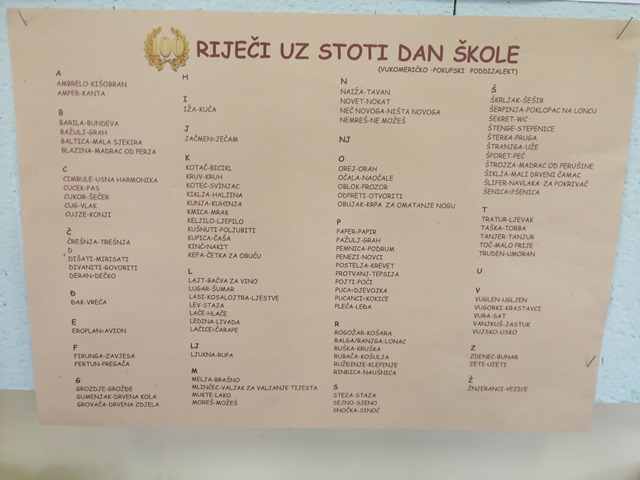 100 RIJEČI UZ STOTI DAN ŠKOLE
(VUKOMERIČKO -POKUPSKI PODDIJALEKT)
A
AMBRELO-KIŠOBRAN
AMPER-KANTA
B
BARILA-BUNDEVA
BAŽULJ-GRAH
BALTICA-MALA SJEKIRA
BLAZINA-MADRAC OD PERJA
C
CIMBULE-USNA HARMONIKA
CUCEK-PAS
CUKOR-ŠEČER
CUG-VLAK
CUJZE-KONJI
Č
ČREŠNJA-TREŠNJA
D
DIŠATI-MIRISATI
DIVANITI-GOVORITI
DERAN=DEČKO
Đ
ĐAK-VREĆA
E
EROPLAN=AVION
F
FIRUNGA-ZAVJESA
FERTUN-PREGAČA
G
GROZDJE-GROŽĐE
GUMENJAK-DRVENA KOLA
GROVAČA-DRVENA ZDJELA
H
I
IŽA-KUĆA
J
JAČMEN=JEČAM
K
KOTAČ-BICIKL
KRUV-KRUH
KOTEC-SVINJAC
KIKLJA-HALJINA
KUNJA-KUHINJA
KMICA-MRAK
KELJILO-LJEPILO
KUŠNUTI-POLJUBITI
KUPICA-ČAŠA
KINČ-NAKIT
KEFA-ČETKA ZA OBUĆU
L
LAJT-BAČVA ZA VINO
LUGAR-ŠUMAR
LASI-KOSALOJTRA-LJESTVE
LEV-STAJA
LAČE-HLAČE
LEDINA-LIVADA
LAČICE=ČARAPE
LJ
LJUKNA-RUPA
M
MELJA-BRAŠNO
MLINČEC-VALJAK ZA VALJANJE TIJESTA
MUKTE-LAKO
MOREŠ-MOŽEŠ
N
NAIŽA-TAVAN
NOVET-NOKAT
NEČ NOVOGA-NIŠTA NOVOGA
NEMREŠ-NE MOŽEŠ
NJ
O
OREJ-ORAH
OČALA-NAOČALE
OBLOK-PROZOR
ODPRETI-OTVORITI
OBUJAK-KRPA ZA OMATANJE NOGU
P
PAPER-PAPIR
PAŽULJ-GRAH
PEMNICA-PODRUM
PENEZI-NOVCI
POSTELJA-KREVET
PROTVANJ-TEPSIJA
POJTI-POĆI
PUCA=DJEVOJKA
PUCANCI=KOKICE
PLEČA-LEĐA
R
ROGOŽAR-KOŠARA
RALGA/RANJGA-LONAC
RUŠKA-KRUŠKA
RUBAČA-KOŠULJA
RUŽDINJE-KLEPINJE
RINĐICA-NAUŠNICA
S
STEZA-STAZA
SEJNO-SJENO
SNOČKA-SINOĆ
Š
ŠKRLJAK-ŠEŠIR
ŠERPINJA-POKLOPAC NA LONCU
ŠEKRET-WC
ŠTENGE-STEPENICE
ŠTERKA-PRUGA
ŠTRANJGA-UŽE
ŠPORET-PEĆ
STROJZA-MADRAC OD PERUŠINE
ŠIKLJA-MALI DRVENI ČAMAC
ŠLIFER-NAVLAKA ZA POKRIVAČ
ŠENICA=PŠENICA
T
TRATUR-LJEVAK
TAŠKA-TORBA
TANJER-TANJUR
TOČ-MALO PRIJE
TRUDEN-UMORAN
U
V
VUGLEN-UGLJEN
VUGORKI-KRASTAVCI
VURA-SAT
VANJKUŠ-JASTUK
VUJSKO-USKO
Z
ZDENEC-BUNAR
ZETI-UZETI
Ž
ŽNJERANCI-VEZICE